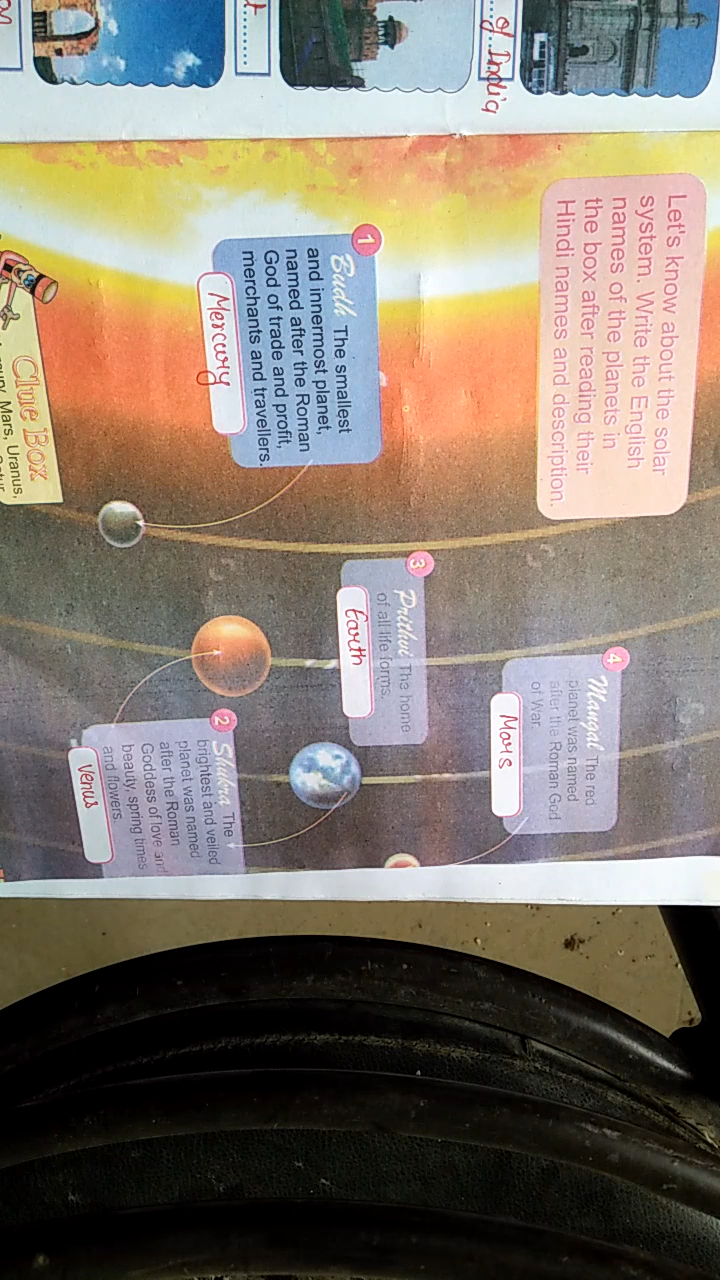 of India
Let's know about the solar
system. Write the English
names of the planets in
the box after reading their
Hindi names and description.
1
Budh The smallest
and innermost planet,
named after the Roman
God of trade and profit,
merchants and travellers.
Mercury
4
Mangal The red
planet was named
after the Roman God
of War.
Mars
3
Prithvi The home
of all life forms.
Earth
2
Shukra The
brightest and veiled
planet was named
after the Roman
Goddess of love and
beauty, spring times
and flowers.
Venus
Clue Box
Mars, Uranus,